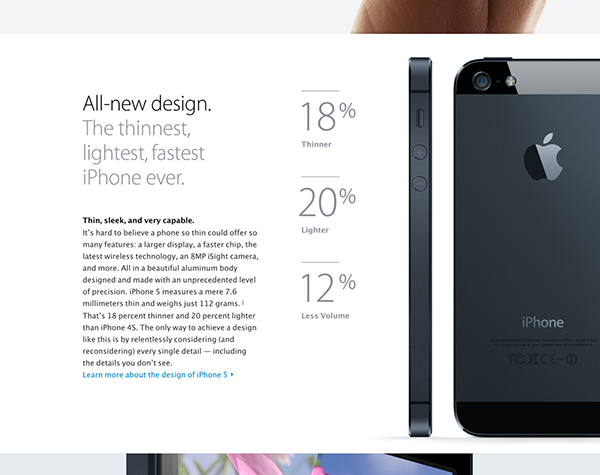 All-new design.
The thinnest,
lightest, fastest
iPhone ever.
Thin, sleek, and very capable.
It's hard to believe a phone so thin could offer so
many features: a larger display, a faster chip, the
latest wireless technology, an 8MP iSight camera,
and more. All in a beautiful aluminum body
designed and made with an unprecedented level
of precision. iPhone 5 measures a mere 7.6
millimeters thin and weighs just 112 grams.1
That's 18 percent thinner and 20 percent lighter
than iPhone 4S. The only way to achieve a design
like this is by relentlessly considering (and
reconsidering) every single detail — including
the details you don't see.
Learn more about the design of iPhone 5
18%
Thinner
20%
Lighter
12%
Less Volume
iPhone